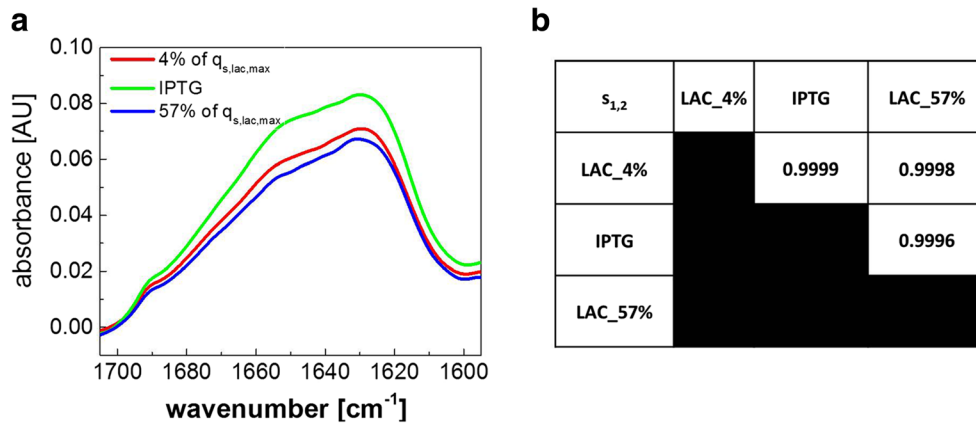 a
4% of qs,lac,max
IPTG
57% of qs,lac,max
0.10
0.08
0.06
0.04
0.02
0.00
absorbance [AU]
1700 1680 1660 1640 1620 1600
wavenumber [cm⁻¹]
b
s1,2 LAC_4% IPTG LAC_57%
LAC_4% 0.9999 0.9998
IPTG 0.9996
LAC_57%